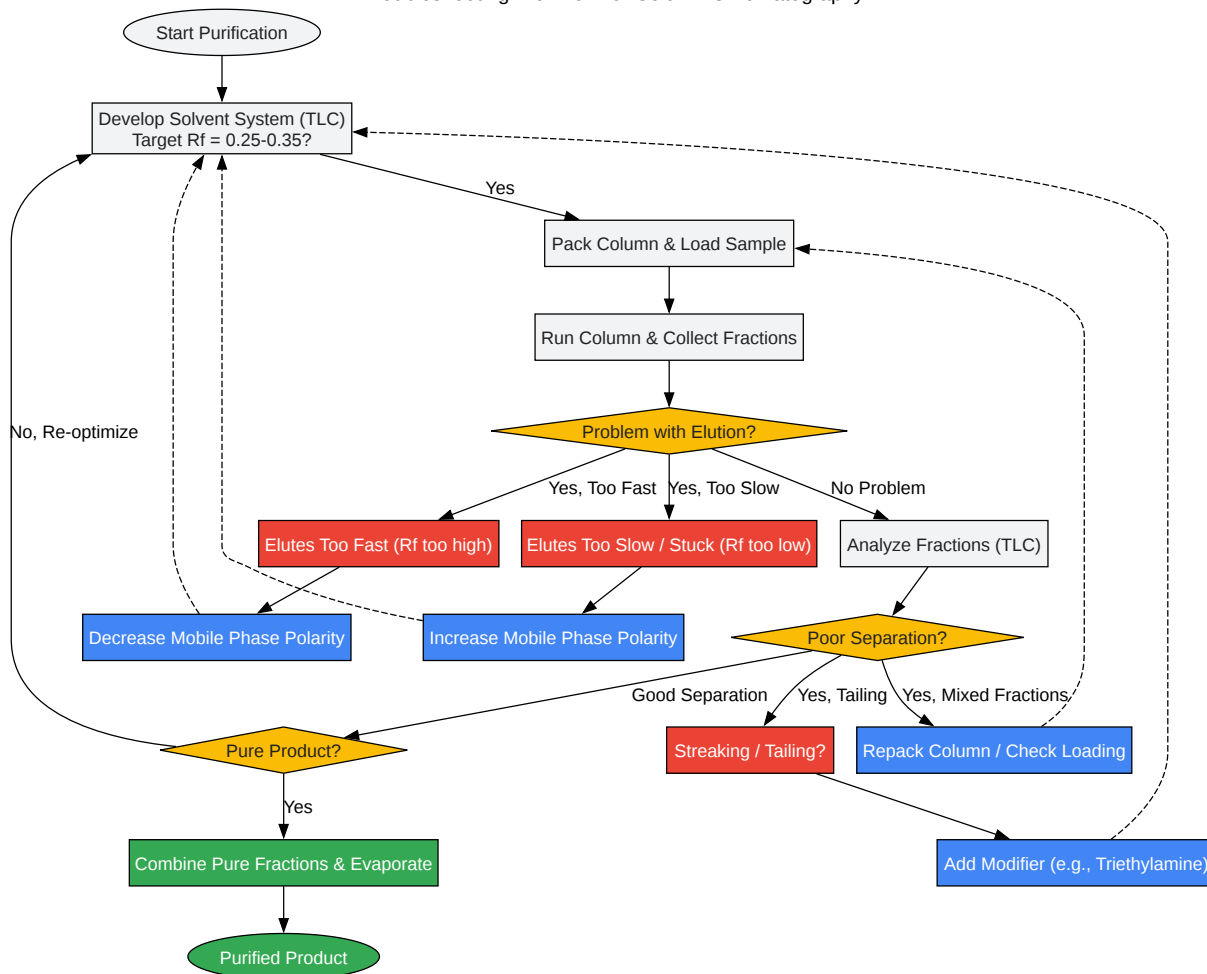 Start Purification
Develop Solvent System (TLC)
Target Rf = 0.25-0.35?
Yes
Pack Column & Load Sample
Run Column & Collect Fractions
No, Re-optimize
Problem with Elution?
Yes, Too Fast
Yes, Too Slow
No Problem
Elutes Too Fast (Rf too high)
Elutes Too Slow / Stuck (Rf too low)
Analyze Fractions (TLC)
Decrease Mobile Phase Polarity
Increase Mobile Phase Polarity
Poor Separation?
Good Separation
Yes, Tailing
Yes, Mixed Fractions
Pure Product?
Streaking / Tailing?
Repack Column / Check Loading
Yes
Combine Pure Fractions & Evaporate
Add Modifier (e.g., Triethylamine)
Purified Product